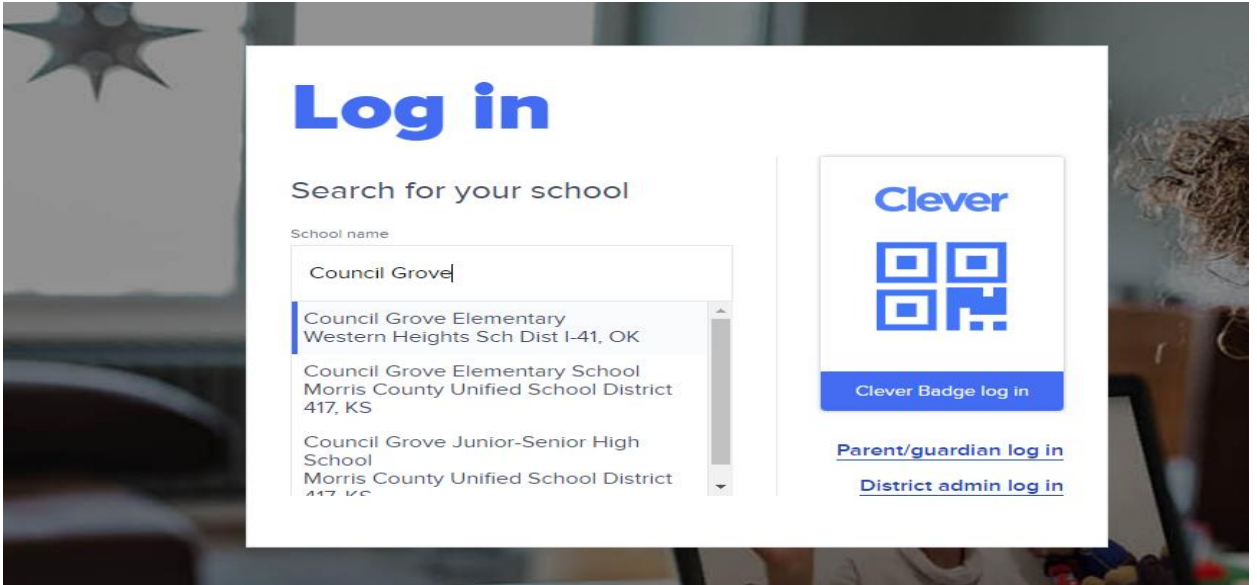 Log in
Search for your school
School name
Council Grove
Council Grove Elementary
Western Heights Sch Dist I-41, OK
Council Grove Elementary School
Morris County Unified School District
417, KS
Council Grove Junior-Senior High
School
Morris County Unified School District
417, KS
Clever
Clever Badge log in
Parent/guardian log in
District admin log in